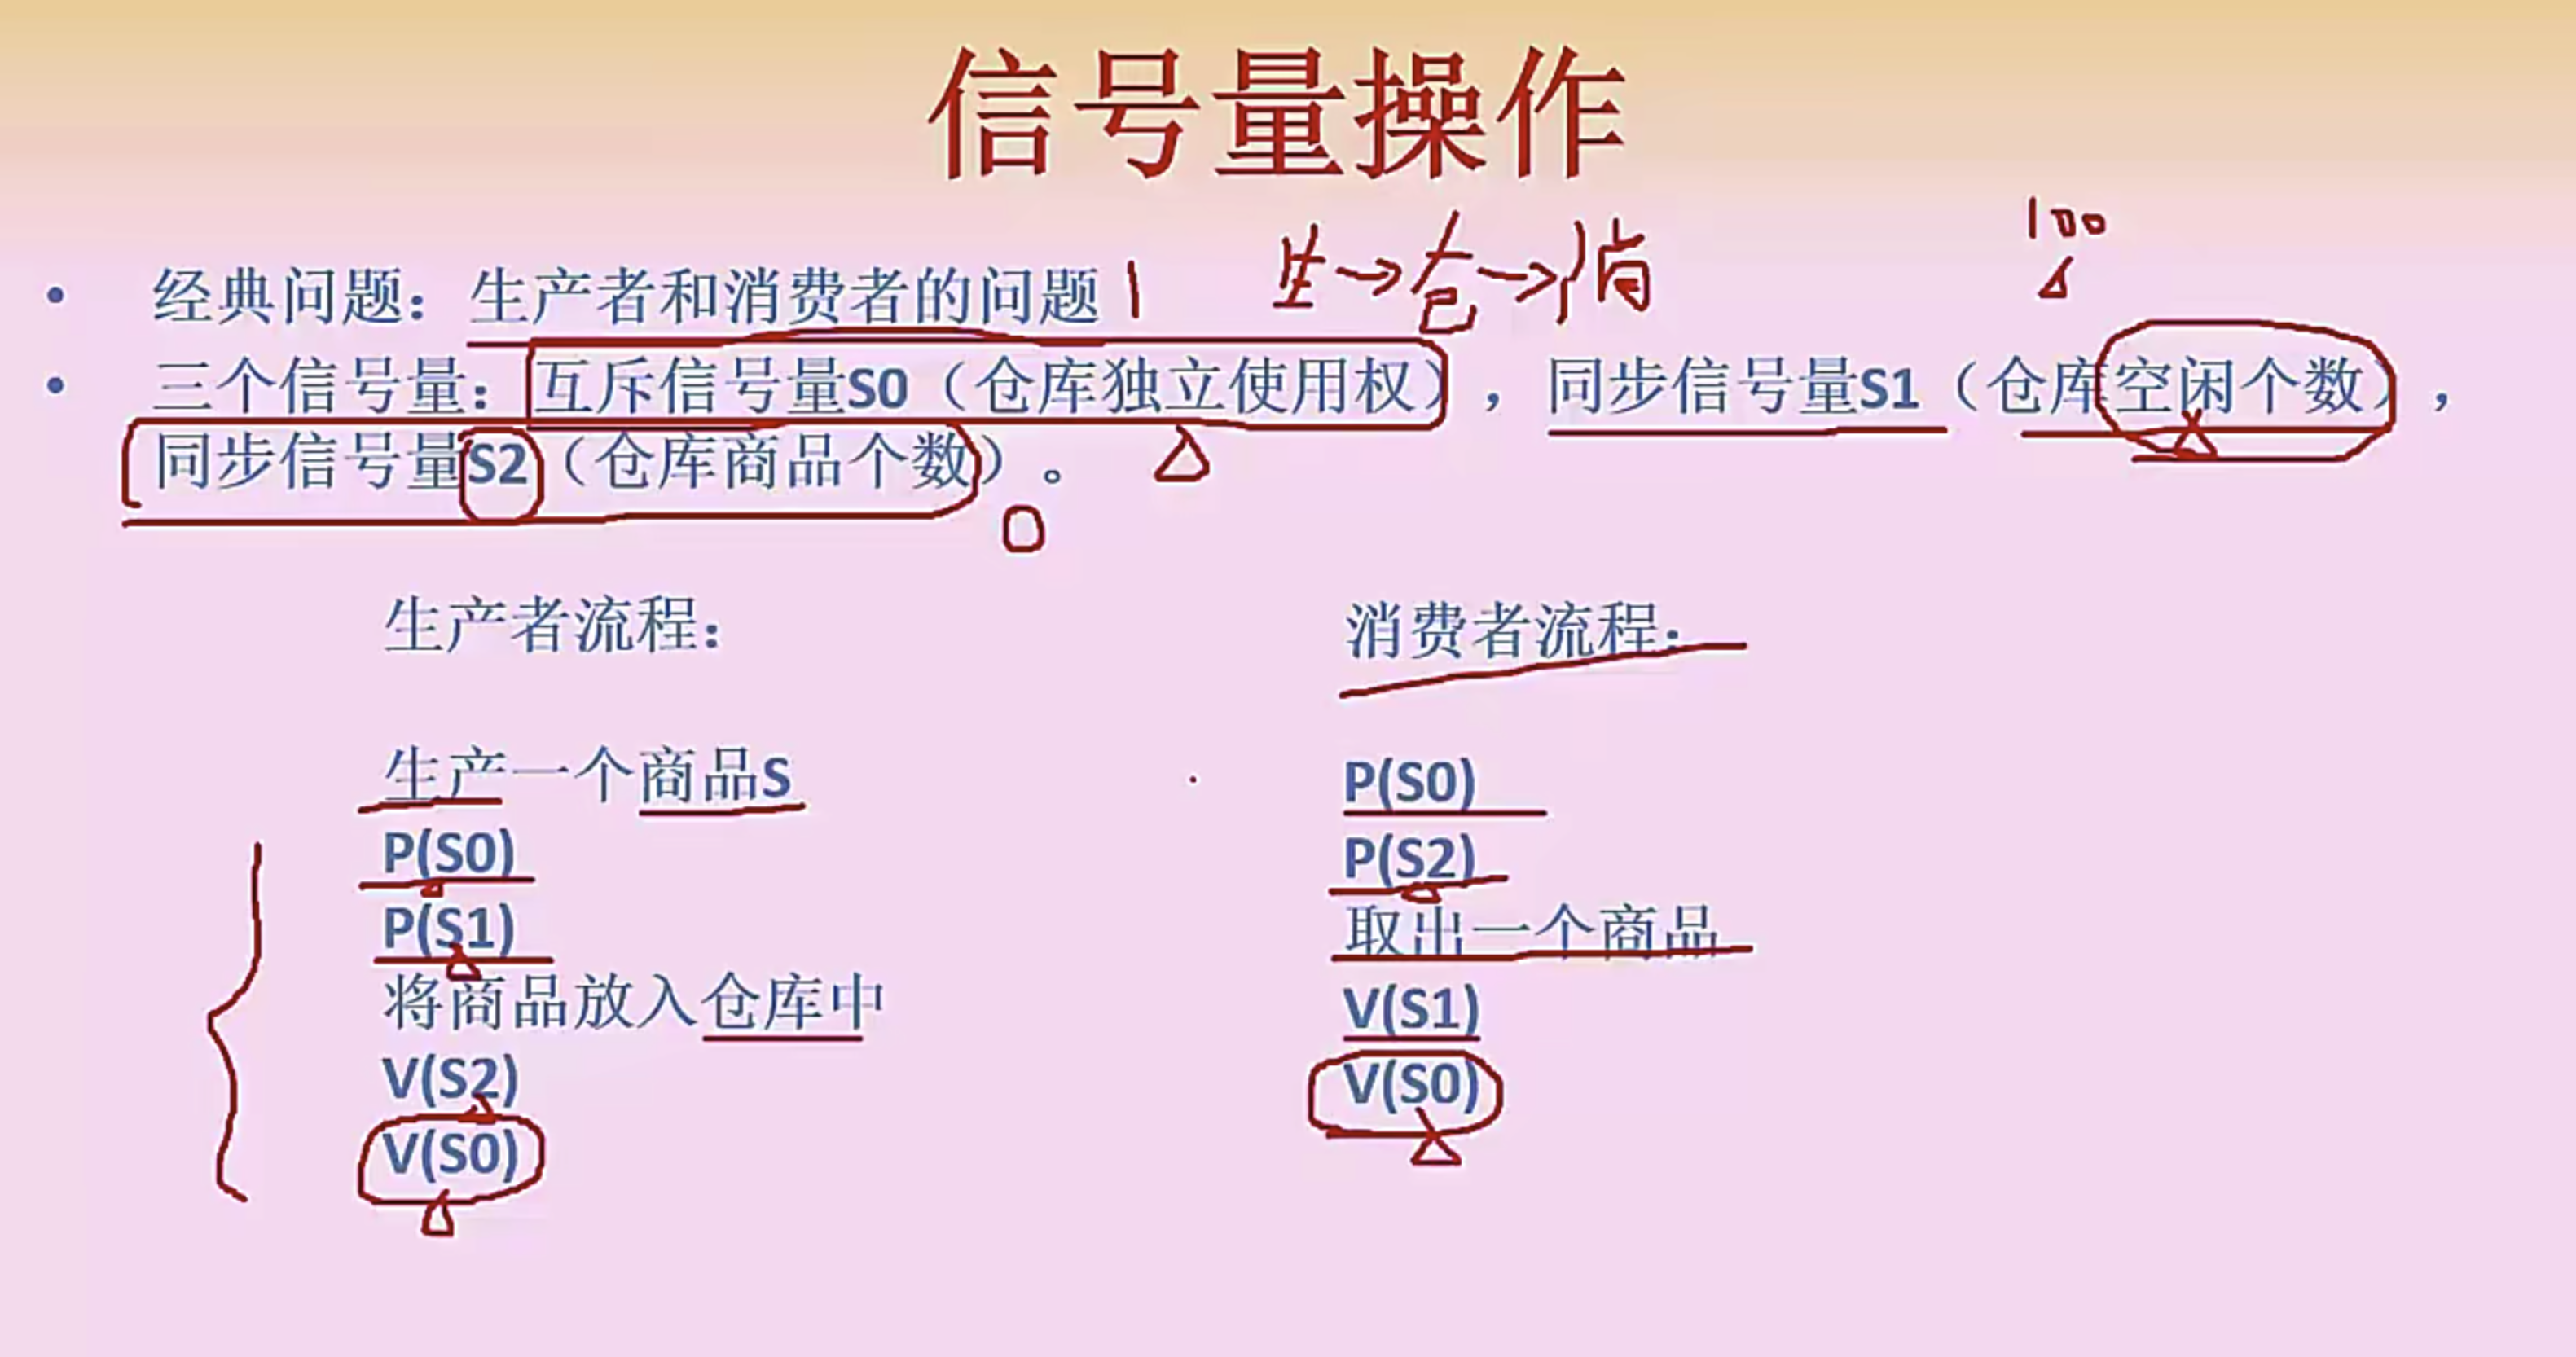 信号量操作
100
生→仓→消
• 经典问题：生产者和消费者的问题 1
• 三个信号量：互斥信号量S0（仓库独立使用权），同步信号量S1（仓库空闲个数），
同步信号量S2（仓库商品个数）。
0
生产者流程：
生产一个商品S
P(S0)
P(S1)
将商品放入仓库中
V(S2)
V(S0)
消费者流程：
P(S0)
P(S2)
取出一个商品
V(S1)
V(S0)